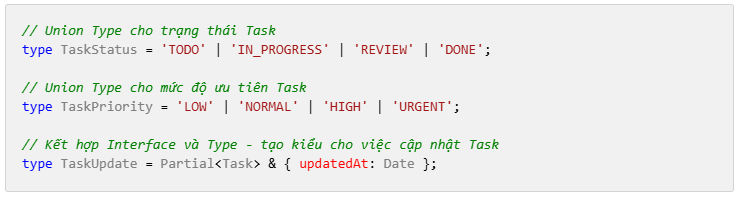 // Union Type cho trạng thái Task
type TaskStatus = 'TODO' | 'IN_PROGRESS' | 'REVIEW' | 'DONE';
// Union Type cho mức độ ưu tiên Task
type TaskPriority = 'LOW' | 'NORMAL' | 'HIGH' | 'URGENT';
// Kết hợp Interface và Type - tạo kiểu cho việc cập nhật Task
type TaskUpdate = Partial<Task> & { updatedAt: Date };